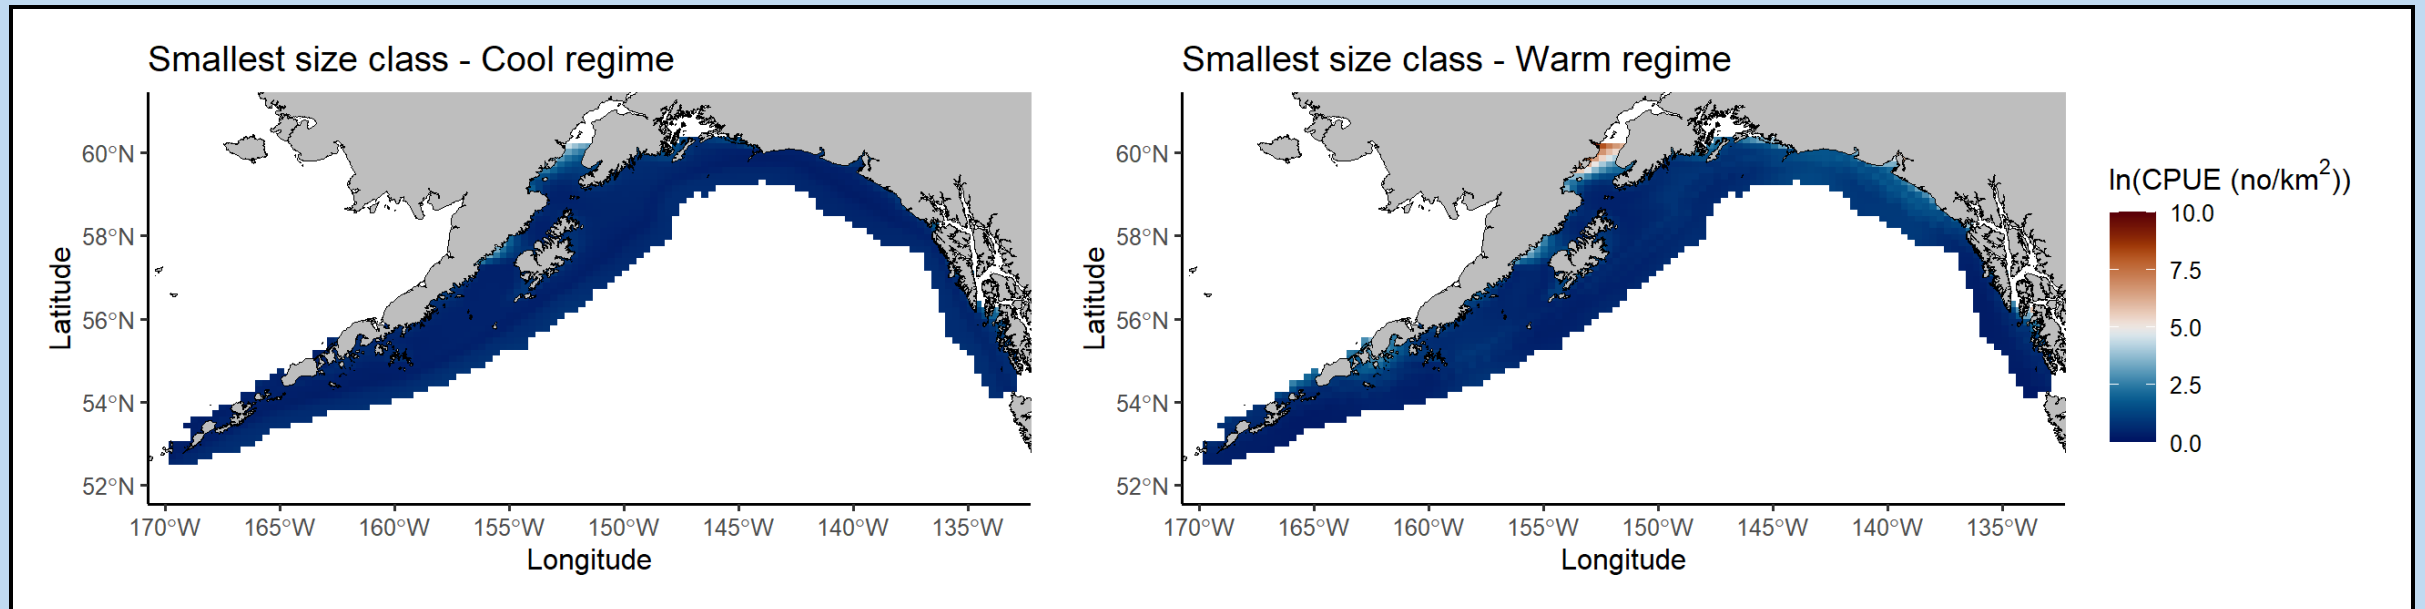 Smallest size class - Cool regime
Latitude
60°N
58°N
56°N
54°N
52°N
170°W 165°W 160°W 155°W 150°W 145°W 140°W 135°W
Longitude
Smallest size class - Warm regime
Latitude
60°N
58°N
56°N
54°N
52°N
170°W 165°W 160°W 155°W 150°W 145°W 140°W 135°W
Longitude
ln(CPUE (no/km²))
10.0
7.5
5.0
2.5
0.0